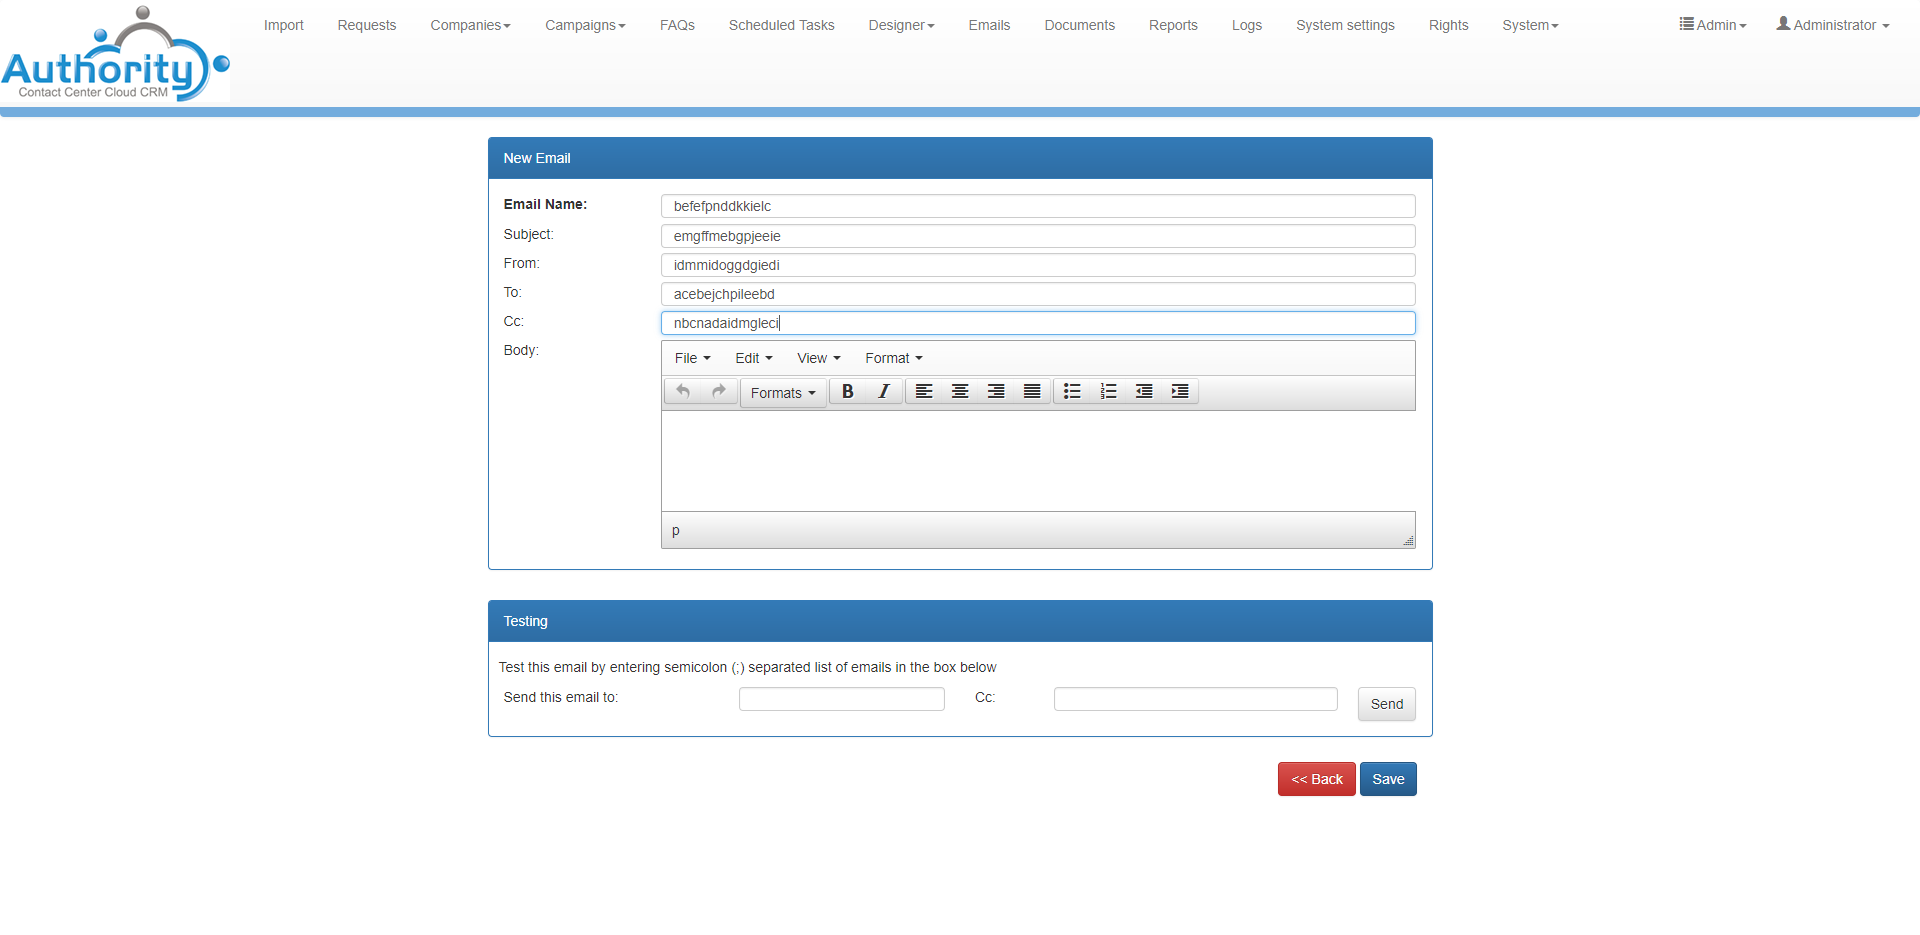 Authority
Contact Center Cloud CRM
Import Requests Companies Campaigns FAQs Scheduled Tasks Designer Emails Documents Reports Logs System settings Rights System Admin Administrator
New Email
Email Name: befefpnddkkielc
Subject: emgffmebgpjeeie
From: idmmidoggdgiedi
To: acebejchpileebd
Cc: nbcnadaidmgleci
Body: File Edit View Format
Formats B I
p
Testing
Test this email by entering semicolon (;) separated list of emails in the box below
Send this email to: Cc: Send
<< Back Save